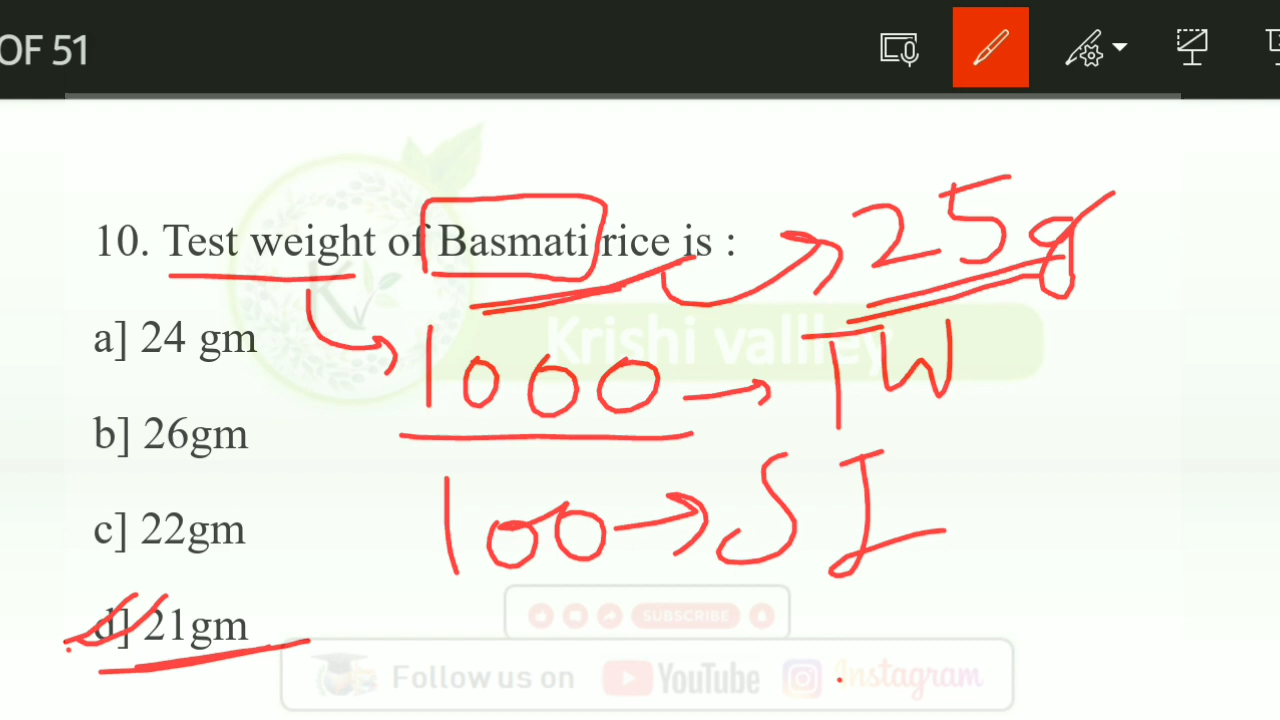 OF 51
10. Test weight of Basmati rice is :
25g
a] 24 gm
Krishi vallley
1000 → TW
b] 26gm
c] 22gm
100 → SI
SUBSCRIBE
d] 21gm
Follow us on YouTube Instagram